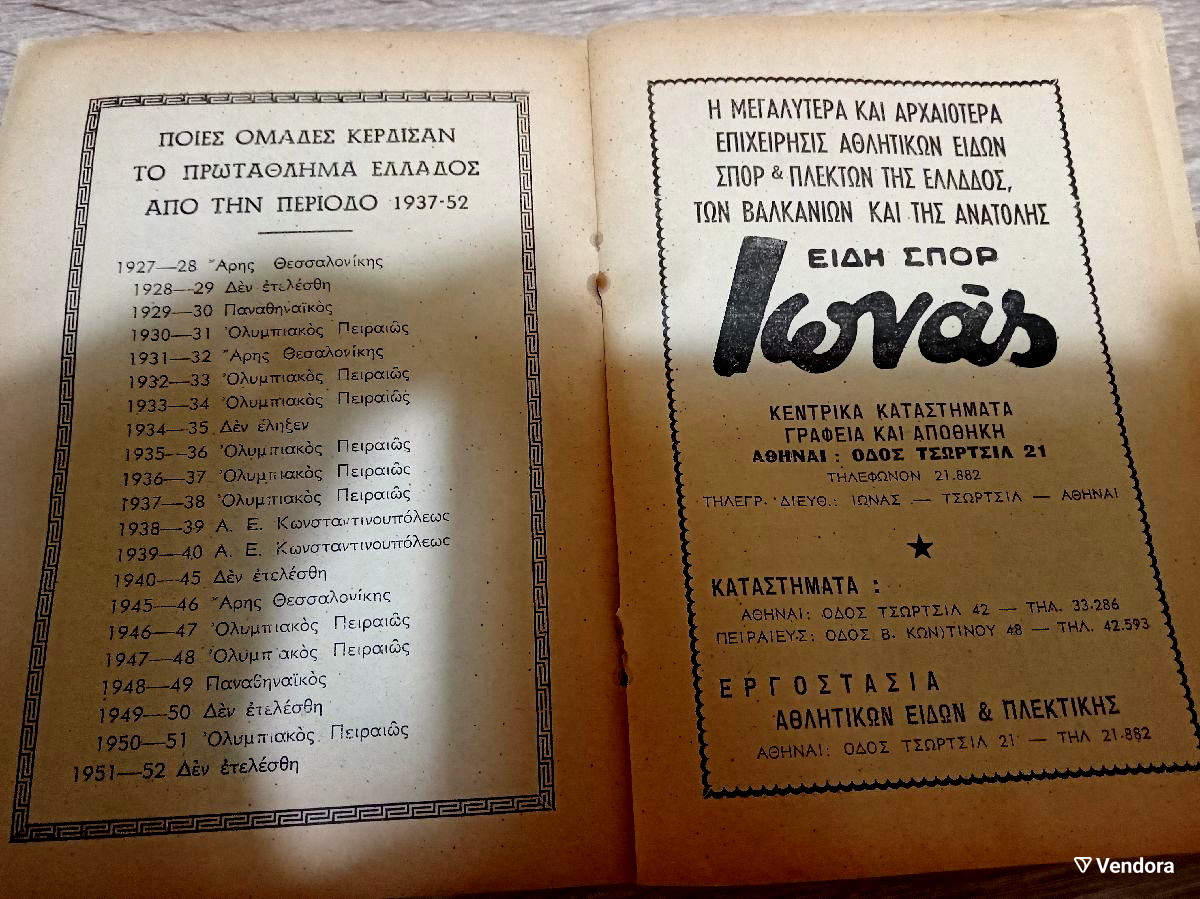 ΠΟΙΕΣ ΟΜΑΔΕΣ ΚΕΡΔΙΣΑΝ
ΤΟ ΠΡΩΤΑΘΛΗΜΑ ΕΛΛΑΔΟΣ
ΑΠΟ ΤΗΝ ΠΕΡΙΟΔΟ 1937-52
1927—28 Ἄρης Θεσσαλονίκης
1928—29 Δὲν ἐτελέσθη
1929—30 Παναθηναϊκὸς
1930—31 Ὀλυμπιακὸς Πειραιῶς
1931—32 Ἄρης Θεσσαλονίκης
1932—33 Ὀλυμπιακὸς Πειραιῶς
1933—34 Ὀλυμπιακὸς Πειραιῶς
1934—35 Δὲν ἔληξεν
1935—36 Ὀλυμπιακὸς Πειραιῶς
1936—37 Ὀλυμπιακὸς Πειραιῶς
1937—38 Ὀλυμπιακὸς Πειραιῶς
1938—39 Α. Ε. Κωνσταντινουπόλεως
1939—40 Α. Ε. Κωνσταντινουπόλεως
1940—45 Δὲν ἐτελέσθη
1945—46 Ἄρης Θεσσαλονίκης
1946—47 Ὀλυμπιακὸς Πειραιῶς
1947—48 Ὀλυμπιακὸς Πειραιῶς
1948—49 Παναθηναϊκὸς
1949—50 Δὲν ἐτελέσθη
1950—51 Ὀλυμπιακὸς Πειραιῶς
1951—52 Δὲν ἐτελέσθη
Η ΜΕΓΑΛΥΤΕΡΑ ΚΑΙ ΑΡΧΑΙΟΤΕΡΑ
ΕΠΙΧΕΙΡΗΣΙΣ ΑΘΛΗΤΙΚΩΝ ΕΙΔΩΝ
ΣΠΟΡ & ΠΛΕΚΤΩΝ ΤΗΣ ΕΛΛΔΔΟΣ,
ΤΩΝ ΒΑΛΚΑΝΙΩΝ ΚΑΙ ΤΗΣ ΑΝΑΤΟΛΗΣ
ΕΙΔΗ ΣΠΟΡ
Ιωνᾶς
ΚΕΝΤΡΙΚΑ ΚΑΤΑΣΤΗΜΑΤΑ
ΓΡΑΦΕΙΑ ΚΑΙ ΑΠΟΘΗΚΗ
ΑΘΗΝΑΙ : ΟΔΟΣ ΤΣΩΡΤΣΙΛ 21
ΤΗΛΕΦΩΝΟΝ 21.882
ΤΗΛΕΓΡ. ΔΙΕΥΘ.: ΙΩΝΑΣ — ΤΣΩΡΤΣΙΛ — ΑΘΗΝΑΙ
ΚΑΤΑΣΤΗΜΑΤΑ :
ΑΘΗΝΑΙ: ΟΔΟΣ ΤΣΩΡΤΣΙΛ 42 — ΤΗΛ. 33.286
ΠΕΙΡΑΙΕΥΣ: ΟΔΟΣ Β. ΚΩΝ)ΤΙΝΟΥ 48 — ΤΗΛ. 42.593
ΕΡΓΟΣΤΑΣΙΑ
ΑΘΛΗΤΙΚΩΝ ΕΙΔΩΝ & ΠΛΕΚΤΙΚΗΣ
ΑΘΗΝΑΙ: ΟΔΟΣ ΤΣΩΡΤΣΙΛ 21 — ΤΗΛ 21.882
Vendora